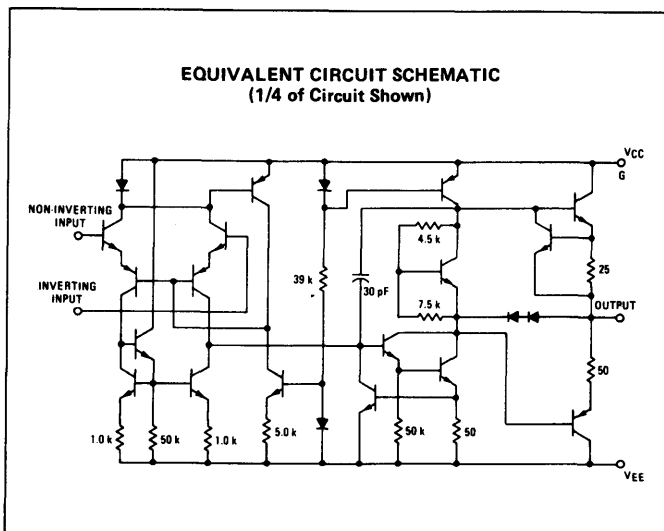 EQUIVALENT CIRCUIT SCHEMATIC
(1/4 of Circuit Shown)
VCC
G
NON-INVERTING
INPUT
4.5 k
25
INVERTING
INPUT
39 k
30 pF
7.5 k
OUTPUT
50
1.0 k
50 k
1.0 k
5.0 k
50 k
50
VEE